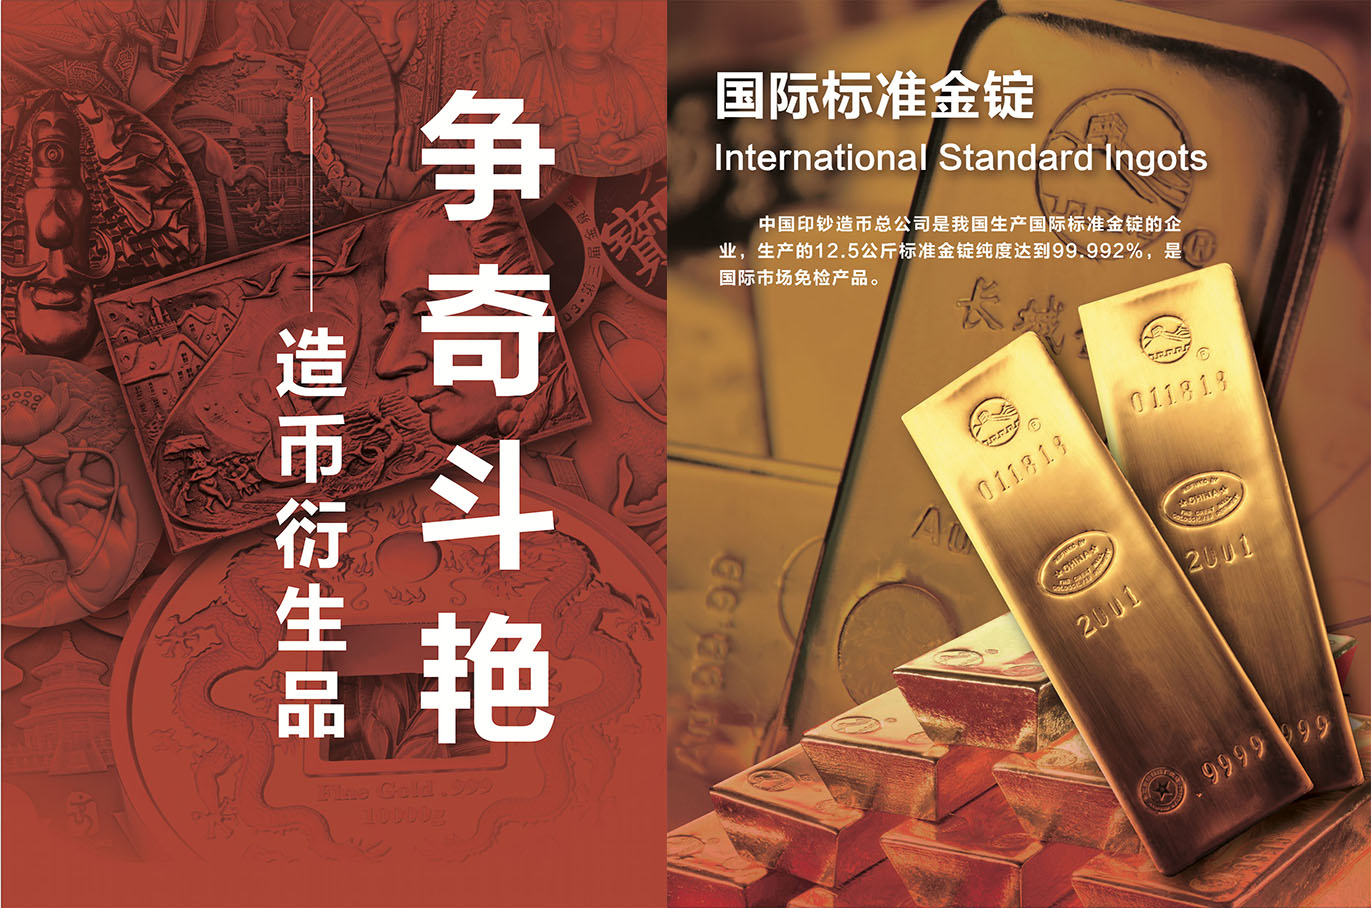 争奇斗艳
造币衍生品
Fine Gold .999
10000g
国际标准金锭
International Standard Ingots
中国印钞造币总公司是我国生产国际标准金锭的企
业，生产的12.5公斤标准金锭纯度达到99.992%，是
国际市场免检产品。
长城
Au
011818
CHINA
2001
.9999
011818
CHINA
2001
999